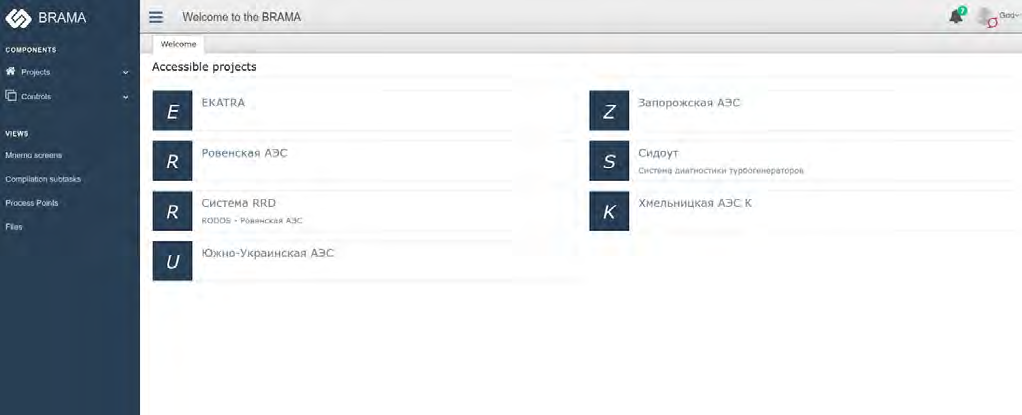 BRAMA
Welcome to the BRAMA
7
COMPONENTS
Projects
Controls
VIEWS
Mnemo screens
Compilation subtasks
Process Points
Files
Welcome
Accessible projects
E
EKATRA
R
Ровенская АЭС
R
Система RRD
RODOS - Ровенская АЭС
U
Южно-Украинская АЭС
Z
Запорожская АЭС
S
Сидоут
Система диагностики турбогенераторов
K
Хмельницкая АЭС K